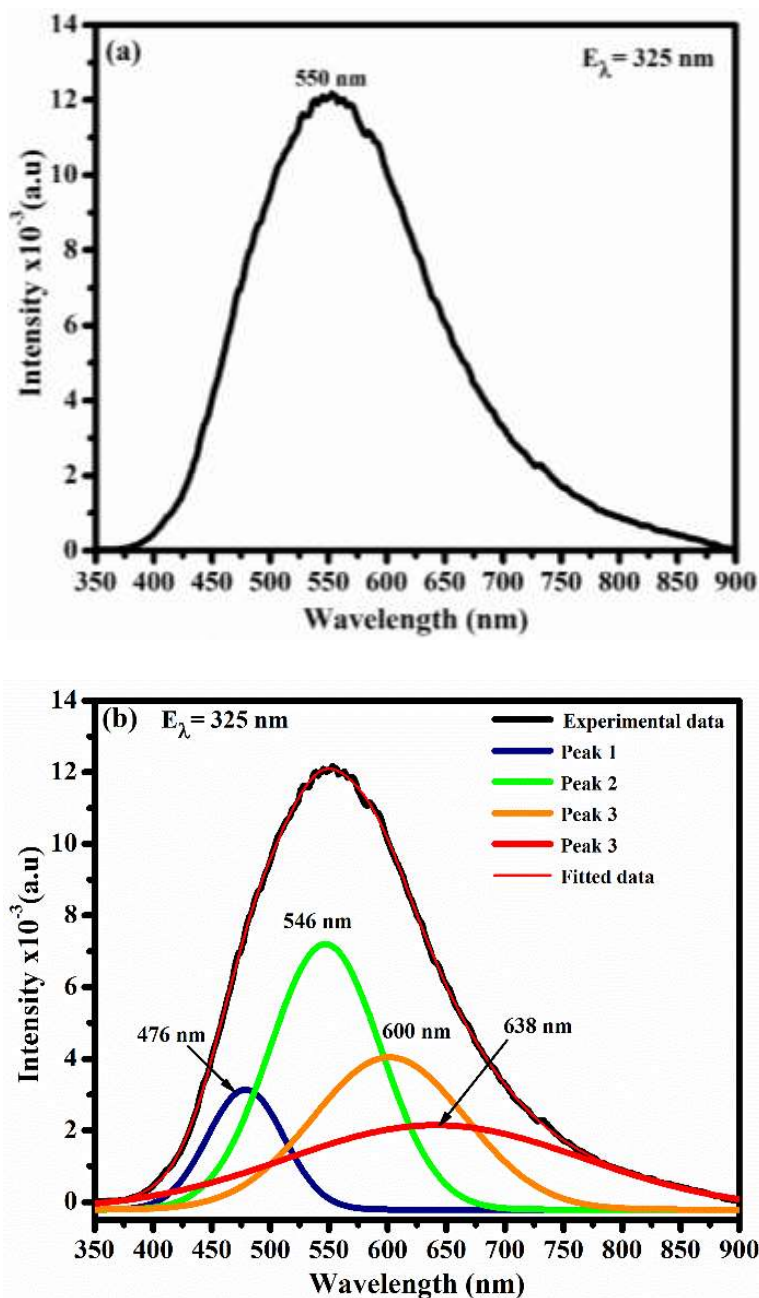 14
(a)
E_λ = 325 nm
550 nm
12
10
8
6
4
2
0
Intensity x10⁻³(a.u)
350 400 450 500 550 600 650 700 750 800 850 900
Wavelength (nm)
14
(b) E_λ = 325 nm
Experimental data
Peak 1
Peak 2
Peak 3
Peak 3
Fitted data
12
10
8
6
4
2
0
546 nm
476 nm
600 nm
638 nm
Intensity x10⁻³(a.u)
350 400 450 500 550 600 650 700 750 800 850 900
Wavelength (nm)